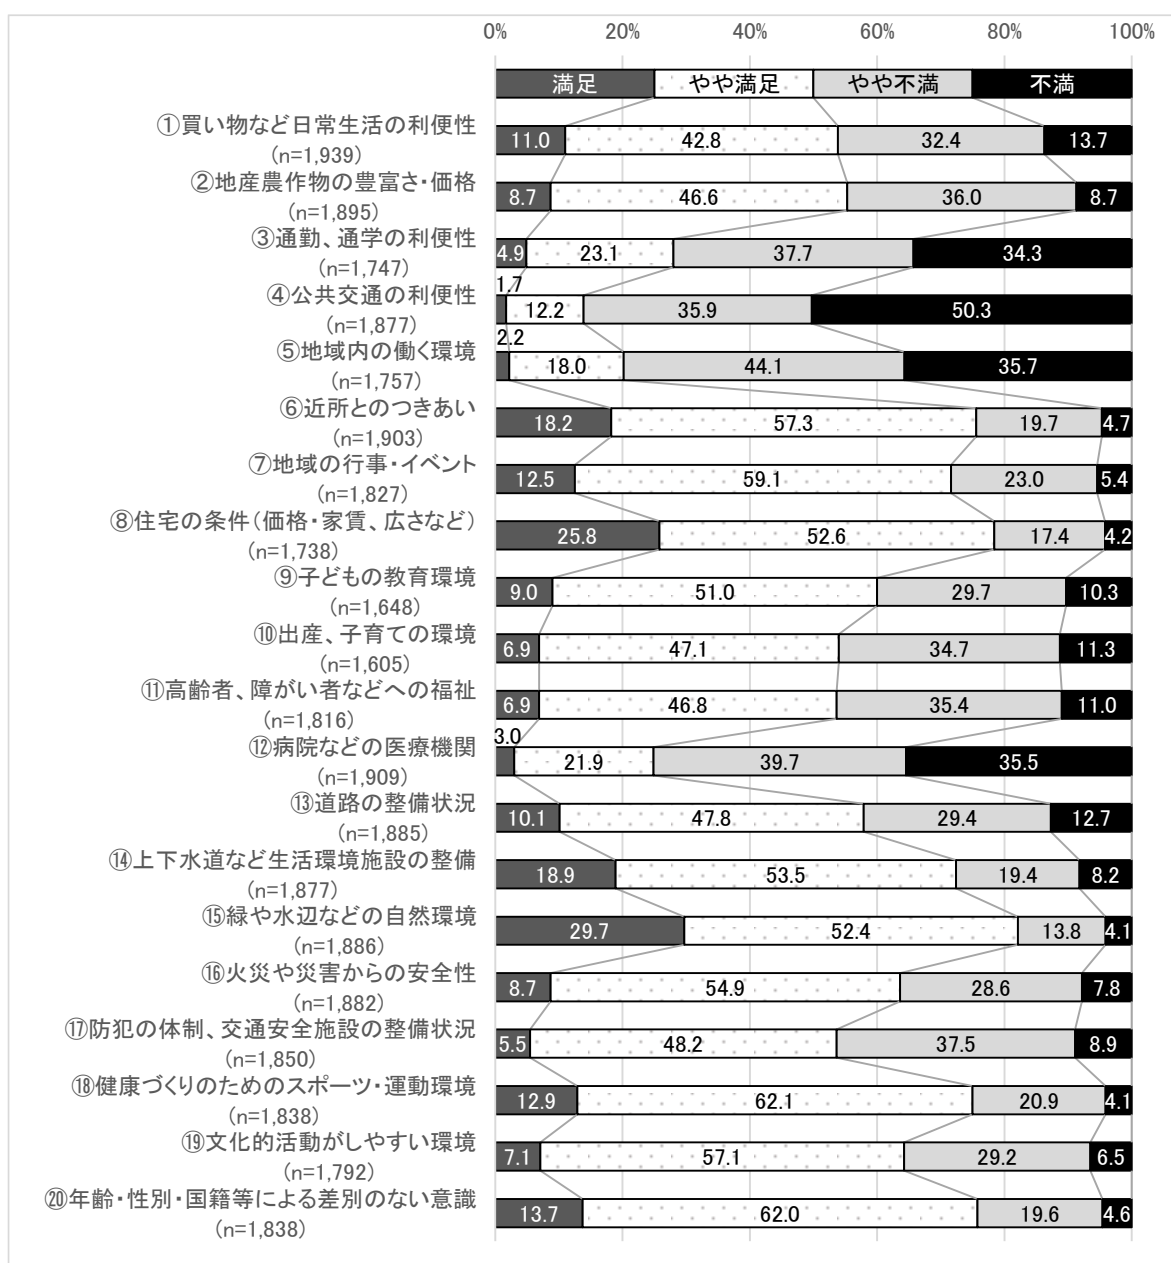 0% 20% 40% 60% 80% 100%
満足 やや満足 やや不満 不満
①買い物など日常生活の利便性
(n=1,939)
11.0 42.8 32.4 13.7
②地産農作物の豊富さ・価格
(n=1,895)
8.7 46.6 36.0 8.7
③通勤、通学の利便性
(n=1,747)
4.9 23.1 37.7 34.3
④公共交通の利便性
(n=1,877)
1.7 12.2 35.9 50.3
⑤地域内の働く環境
(n=1,757)
2.2 18.0 44.1 35.7
⑥近所とのつきあい
(n=1,903)
18.2 57.3 19.7 4.7
⑦地域の行事・イベント
(n=1,827)
12.5 59.1 23.0 5.4
⑧住宅の条件(価格・家賃、広さなど)
(n=1,738)
25.8 52.6 17.4 4.2
⑨子どもの教育環境
(n=1,648)
9.0 51.0 29.7 10.3
⑩出産、子育ての環境
(n=1,605)
6.9 47.1 34.7 11.3
⑪高齢者、障がい者などへの福祉
(n=1,816)
6.9 46.8 35.4 11.0
⑫病院などの医療機関
(n=1,909)
3.0 21.9 39.7 35.5
⑬道路の整備状況
(n=1,885)
10.1 47.8 29.4 12.7
⑭上下水道など生活環境施設の整備
(n=1,877)
18.9 53.5 19.4 8.2
⑮緑や水辺などの自然環境
(n=1,886)
29.7 52.4 13.8 4.1
⑯火災や災害からの安全性
(n=1,882)
8.7 54.9 28.6 7.8
⑰防犯の体制、交通安全施設の整備状況
(n=1,850)
5.5 48.2 37.5 8.9
⑱健康づくりのためのスポーツ・運動環境
(n=1,838)
12.9 62.1 20.9 4.1
⑲文化的活動がしやすい環境
(n=1,792)
7.1 57.1 29.2 6.5
⑳年齢・性別・国籍等による差別のない意識
(n=1,838)
13.7 62.0 19.6 4.6